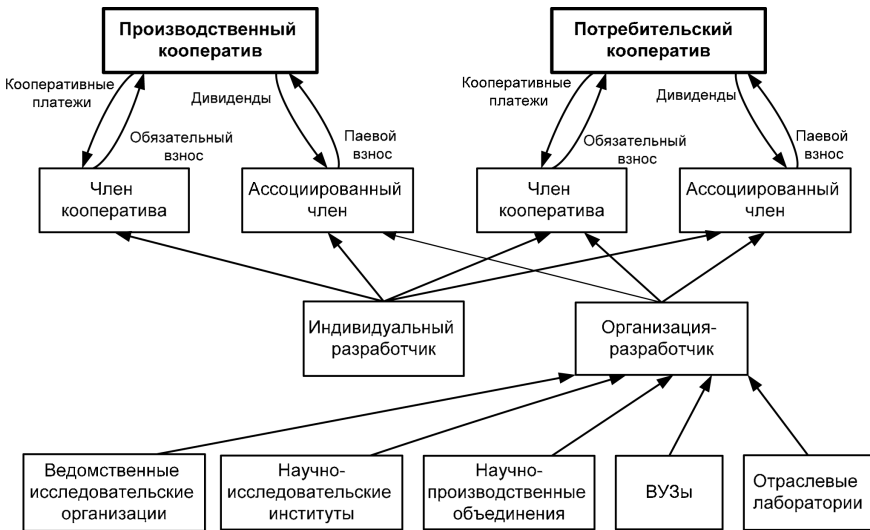 Производственный
кооператив
Потребительский
кооператив
Кооперативные
платежи
Дивиденды
Обязательный
взнос
Паевой
взнос
Кооперативные
платежи
Дивиденды
Обязательный
взнос
Паевой
взнос
Член
кооператива
Ассоциированный
член
Член
кооператива
Ассоциированный
член
Индивидуальный
разработчик
Организация-
разработчик
Ведомственные
исследовательские
организации
Научно-
исследовательские
институты
Научно-
производственные
объединения
ВУЗы
Отраслевые
лаборатории